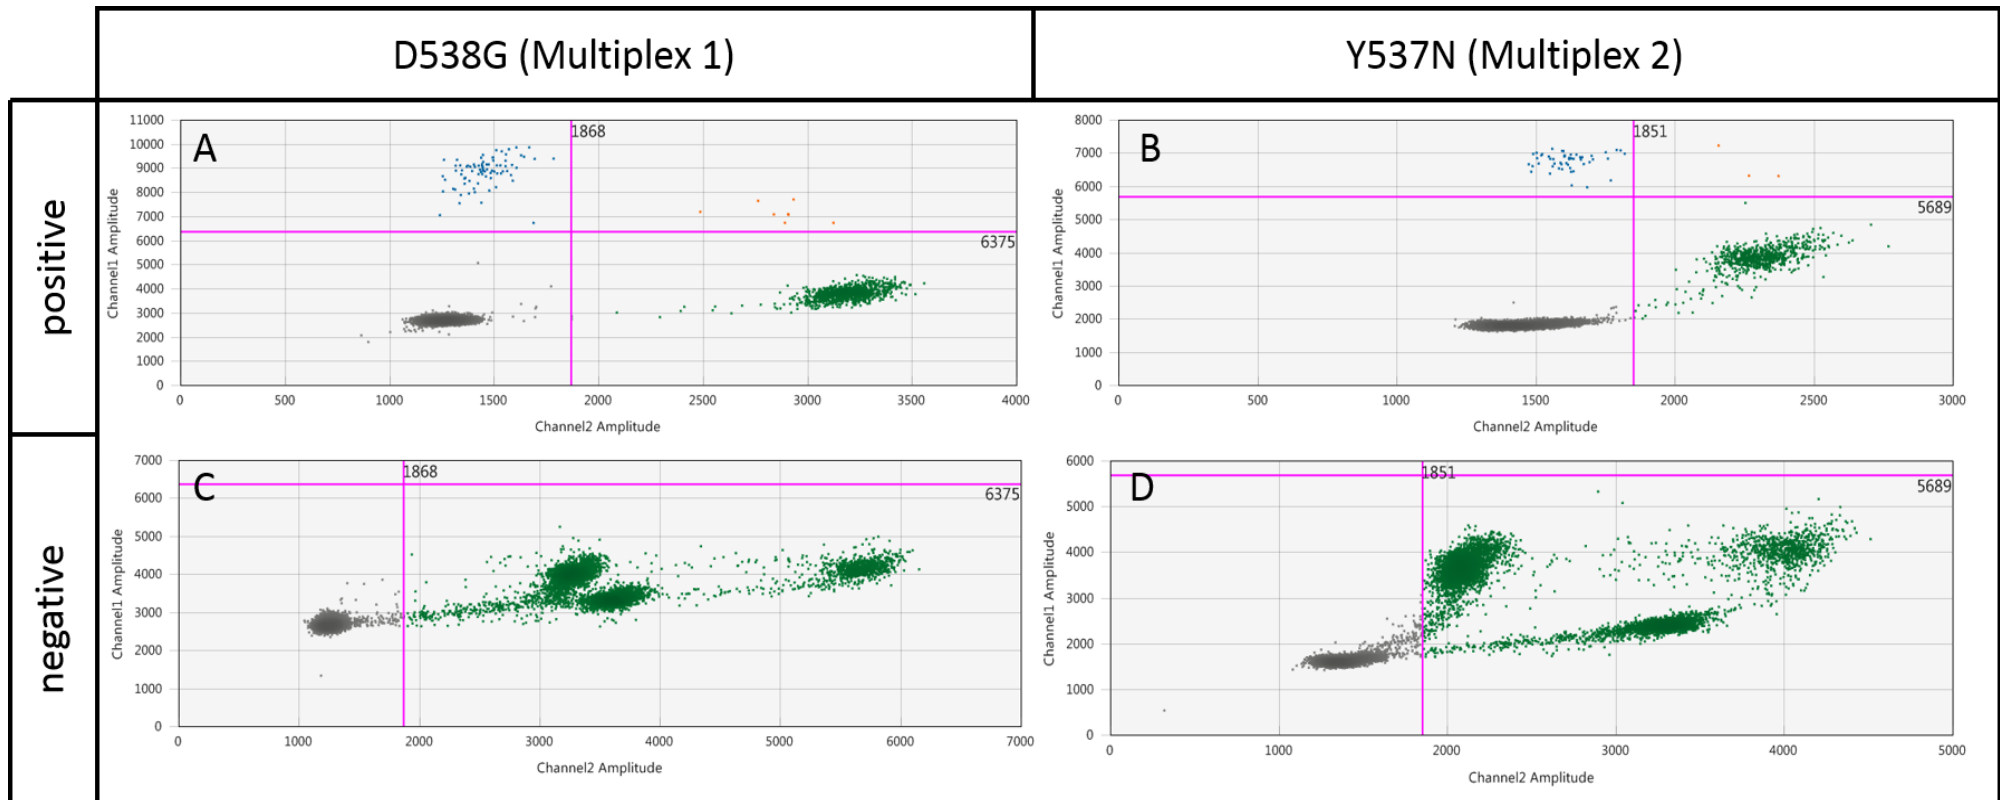 D538G (Multiplex 1)
Y537N (Multiplex 2)
positive
A
1868
6375
11000
10000
9000
8000
7000
6000
5000
4000
3000
2000
1000
0
Channel1 Amplitude
0 500 1000 1500 2000 2500 3000 3500 4000
Channel2 Amplitude
B
1851
5689
8000
7000
6000
5000
4000
3000
2000
1000
0
Channel1 Amplitude
0 500 1000 1500 2000 2500 3000
Channel2 Amplitude
negative
C
1868
6375
7000
6000
5000
4000
3000
2000
1000
0
Channel1 Amplitude
0 1000 2000 3000 4000 5000 6000 7000
Channel2 Amplitude
D
1851
5689
6000
5000
4000
3000
2000
1000
0
Channel1 Amplitude
0 1000 2000 3000 4000 5000
Channel2 Amplitude